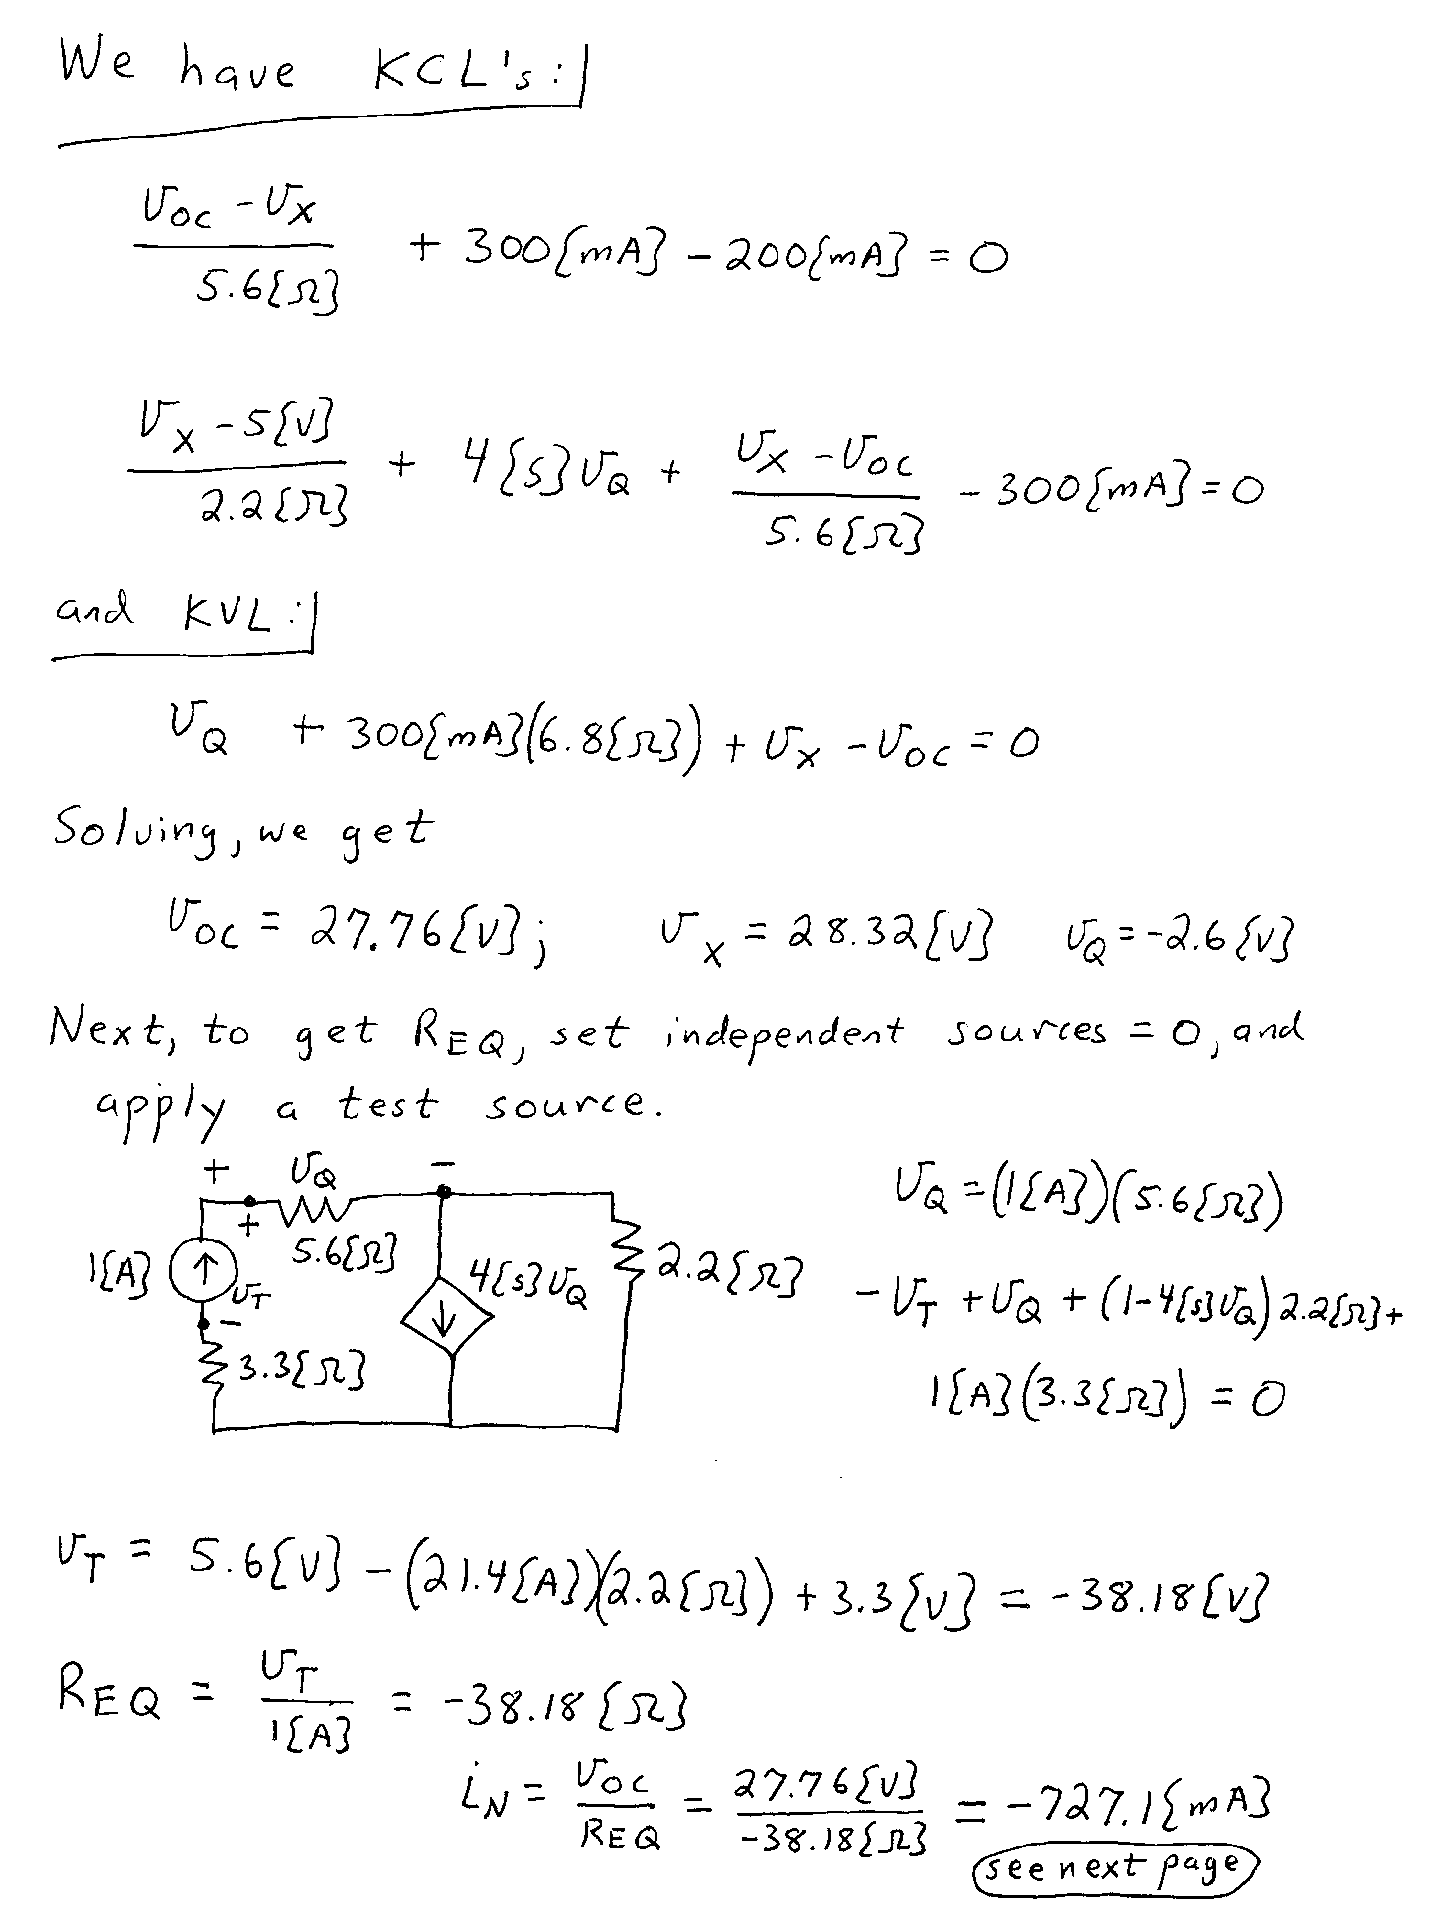 We have KCL's:
v_OC - v_X / 5.6{Ω} + 300{mA} - 200{mA} = 0
v_X - 5{V} / 2.2{Ω} + 4{S}v_Q + v_X - v_OC / 5.6{Ω} - 300{mA} = 0
and KVL:
v_Q + 300{mA}(6.8{Ω}) + v_X - v_OC = 0
Solving, we get
v_OC = 27.76{V}; v_X = 28.32{V} v_Q = -2.6{V}
Next, to get R_EQ, set independent sources = 0, and
apply a test source.
+ v_Q -
+ 5.6{Ω}
1{A} v_T 4{S}v_Q 2.2{Ω}
-
3.3{Ω}
v_Q = (1{A})(5.6{Ω})
- v_T + v_Q + (1-4{S}v_Q) 2.2{Ω} +
1{A}(3.3{Ω}) = 0
v_T = 5.6{V} - (21.4{A})(2.2{Ω}) + 3.3{V} = -38.18{V}
R_EQ = v_T / 1{A} = -38.18{Ω}
i_N = v_OC / R_EQ = 27.76{V} / -38.18{Ω} = -727.1{mA}
see next page